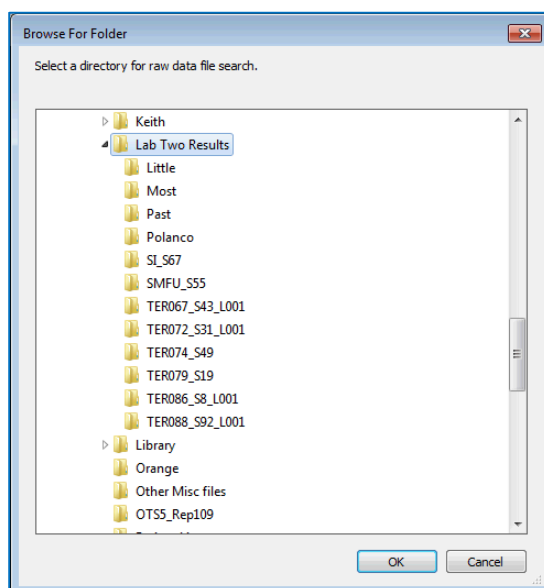 Browse For Folder
Select a directory for raw data file search.
Keith
Lab Two Results
Little
Most
Past
Polanco
SI_S67
SMFU_S55
TER067_S43_L001
TER072_S31_L001
TER074_S49
TER079_S19
TER086_S8_L001
TER088_S92_L001
Library
Orange
Other Misc files
OTS5_Rep109
OK Cancel